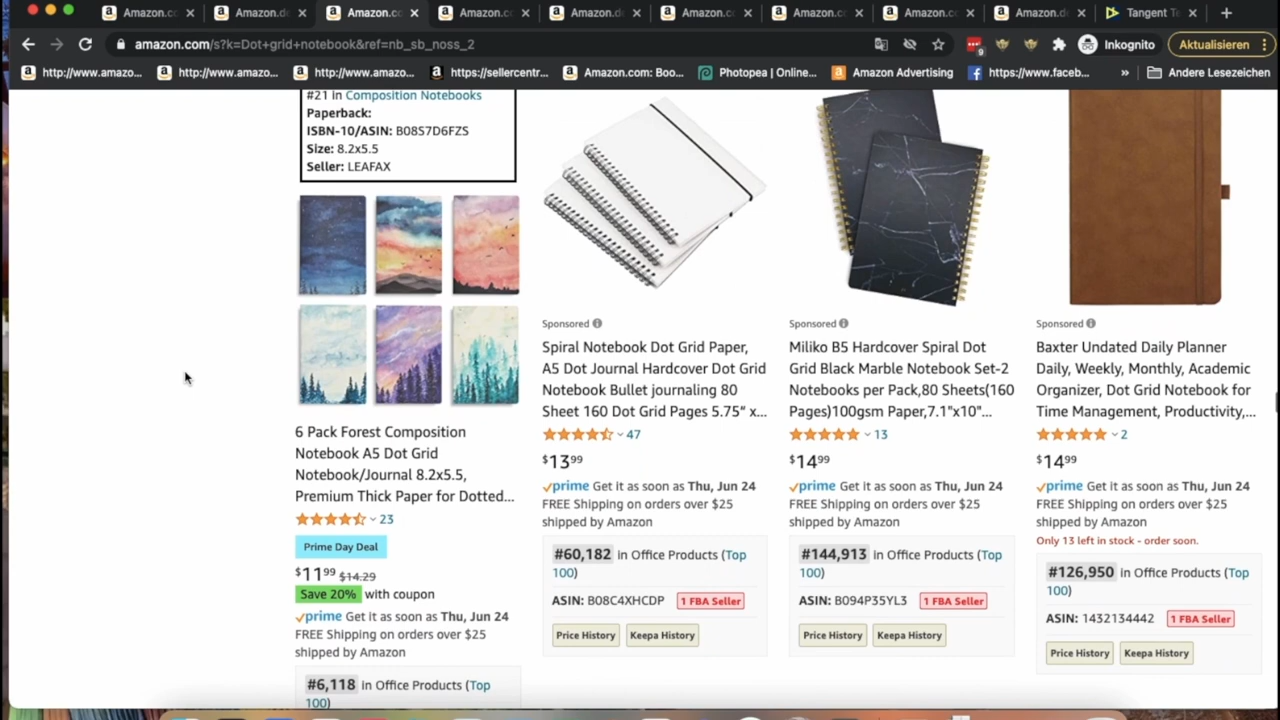 Amazon.c
Amazon.de
Amazon.co
Amazon.c
Amazon.de
Amazon.c
Amazon.c
Amazon.c
Amazon.de
Tangent Te
amazon.com/s?k=Dot+grid+notebook&ref=nb_sb_noss_2
9
Inkognito
Aktualisieren
http://www.amazo...
http://www.amazo...
http://www.amazo...
https://sellercentr...
Amazon.com: Boo...
Photopea | Online...
Amazon Advertising
https://www.faceb...
»
Andere Lesezeichen
#21 in Composition Notebooks
Paperback:
ISBN-10/ASIN: B08S7D6FZS
Size: 8.2x5.5
Seller: LEAFAX
6 Pack Forest Composition
Notebook A5 Dot Grid
Notebook/Journal 8.2x5.5,
Premium Thick Paper for Dotted...
23
Prime Day Deal
$11.99 $14.29
Save 20% with coupon
prime Get it as soon as Thu, Jun 24
FREE Shipping on orders over $25
shipped by Amazon
#6,118 in Office Products (Top
100)
Sponsored
Spiral Notebook Dot Grid Paper,
A5 Dot Journal Hardcover Dot Grid
Notebook Bullet journaling 80
Sheet 160 Dot Grid Pages 5.75" x...
47
$13.99
prime Get it as soon as Thu, Jun 24
FREE Shipping on orders over $25
shipped by Amazon
#60,182 in Office Products (Top
100)
ASIN: B08C4XHCDP 1 FBA Seller
Price History Keepa History
Sponsored
Miliko B5 Hardcover Spiral Dot
Grid Black Marble Notebook Set-2
Notebooks per Pack,80 Sheets(160
Pages)100gsm Paper,7.1"x10"...
13
$14.99
prime Get it as soon as Thu, Jun 24
FREE Shipping on orders over $25
shipped by Amazon
#144,913 in Office Products (Top
100)
ASIN: B094P35YL3 1 FBA Seller
Price History Keepa History
Sponsored
Baxter Undated Daily Planner
Daily, Weekly, Monthly, Academic
Organizer, Dot Grid Notebook for
Time Management, Productivity,...
2
$14.99
prime Get it as soon as Thu, Jun 24
FREE Shipping on orders over $25
shipped by Amazon
Only 13 left in stock - order soon.
#126,950 in Office Products (Top
100)
ASIN: 1432134442 1 FBA Seller
Price History Keepa History